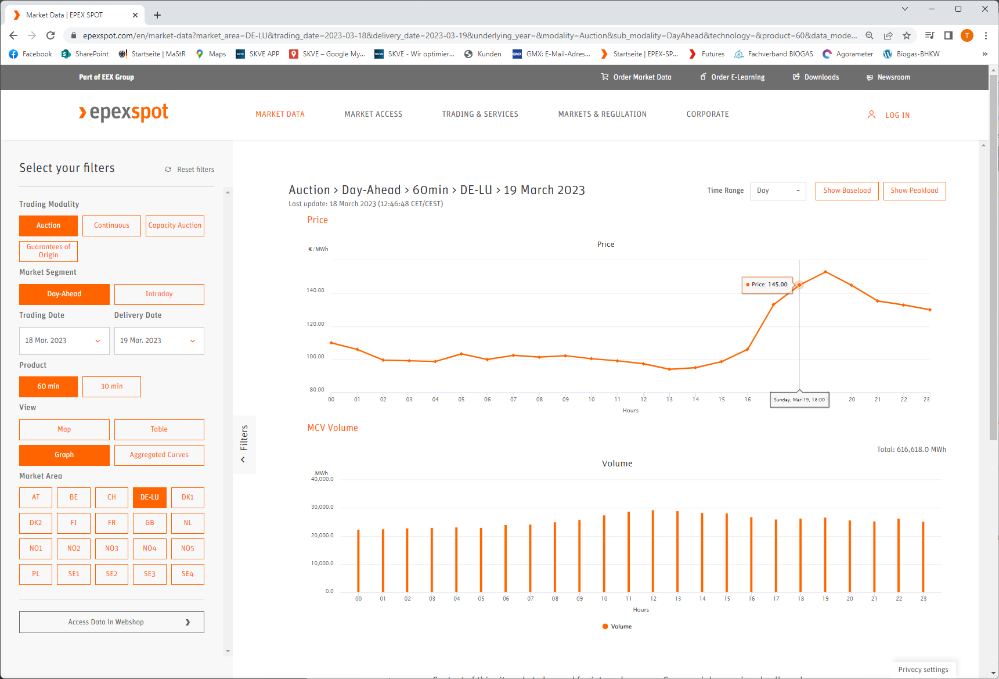 Market Data | EPEX SPOT
epexspot.com/en/market-data?market_area=DE-LU&trading_date=2023-03-18&delivery_date=2023-03-19&underlying_year=&modality=Auction&sub_modality=DayAhead&technology=&product=60&data_mode...
T
Facebook
SharePoint
Startseite | MaStR
Maps
SKVE APP
SKVE – Google My...
SKVE - Wir optimier...
Kunden
GMX: E-Mail-Adres...
Startseite | EPEX-SP...
Futures
Fachverband BIOGAS
Agorameter
Biogas-BHKW
»
Part of EEX Group
Order Market Data
Order E-Learning
Downloads
Newsroom
epexspot
MARKET DATA
MARKET ACCESS
TRADING & SERVICES
MARKETS & REGULATION
CORPORATE
LOG IN
Select your filters
Reset filters
Trading Modality
Auction
Continuous
Capacity Auction
Guarantees of
Origin
Market Segment
Day-Ahead
Intraday
Trading Date
Delivery Date
18 Mar. 2023
19 Mar. 2023
Product
60 min
30 min
View
Map
Table
Graph
Aggregated Curves
Market Area
AT BE CH DE-LU DK1
DK2 FI FR GB NL
NO1 NO2 NO3 NO4 NO5
PL SE1 SE2 SE3 SE4
Access Data in Webshop
Filters
Auction > Day-Ahead > 60min > DE-LU > 19 March 2023
Last update: 18 March 2023 (12:46:48 CET/CEST)
Time Range
Day
Show Baseload
Show Peakload
Price
Price
€/MWh
140.00
120.00
100.00
80.00
Price: 145.00
00 01 02 03 04 05 06 07 08 09 10 11 12 13 14 15 16 20 21 22 23
Sunday, Mar 19, 18:00
Hours
MCV Volume
Total: 616,618.0 MWh
Volume
MWh
40,000.0
30,000.0
20,000.0
10,000.0
0.0
00 01 02 03 04 05 06 07 08 09 10 11 12 13 14 15 16 17 18 19 20 21 22 23
Hours
Volume
Privacy settings